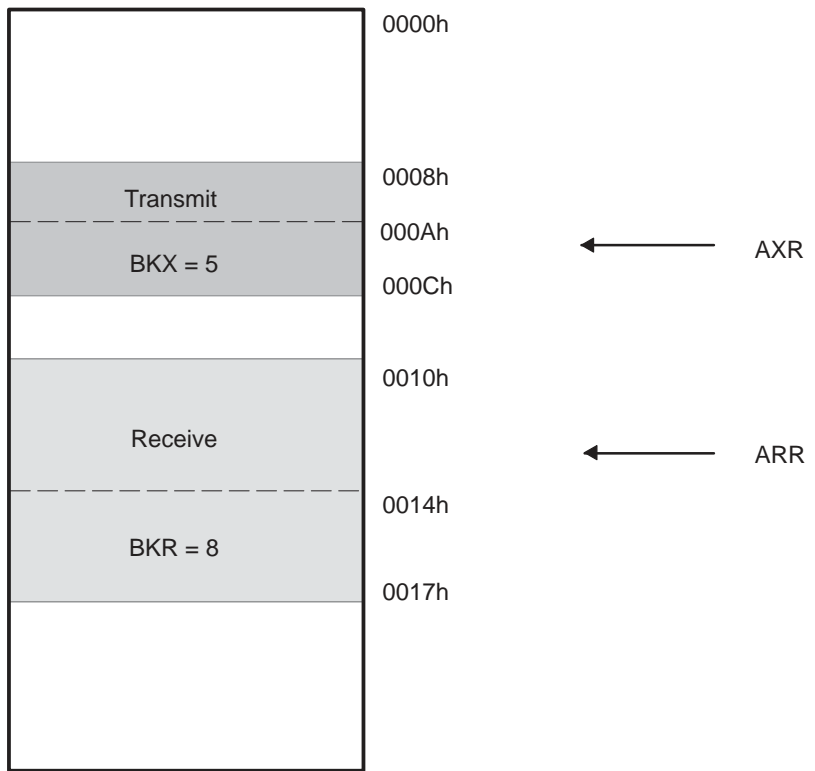 0000h
0008h
Transmit
000Ah
AXR
BKX = 5
000Ch
0010h
Receive
ARR
0014h
BKR = 8
0017h